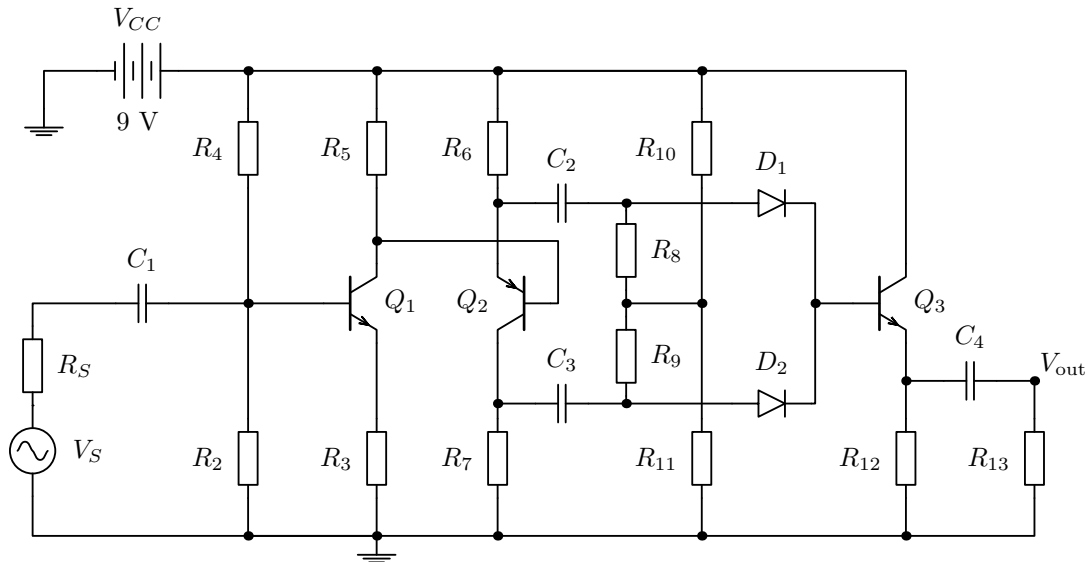 V_CC
9 V
R_4
R_5
R_6
C_2
R_10
D_1
C_1
R_8
Q_1
Q_2
Q_3
R_S
C_3
R_9
D_2
C_4
V_out
V_S
R_2
R_3
R_7
R_11
R_12
R_13